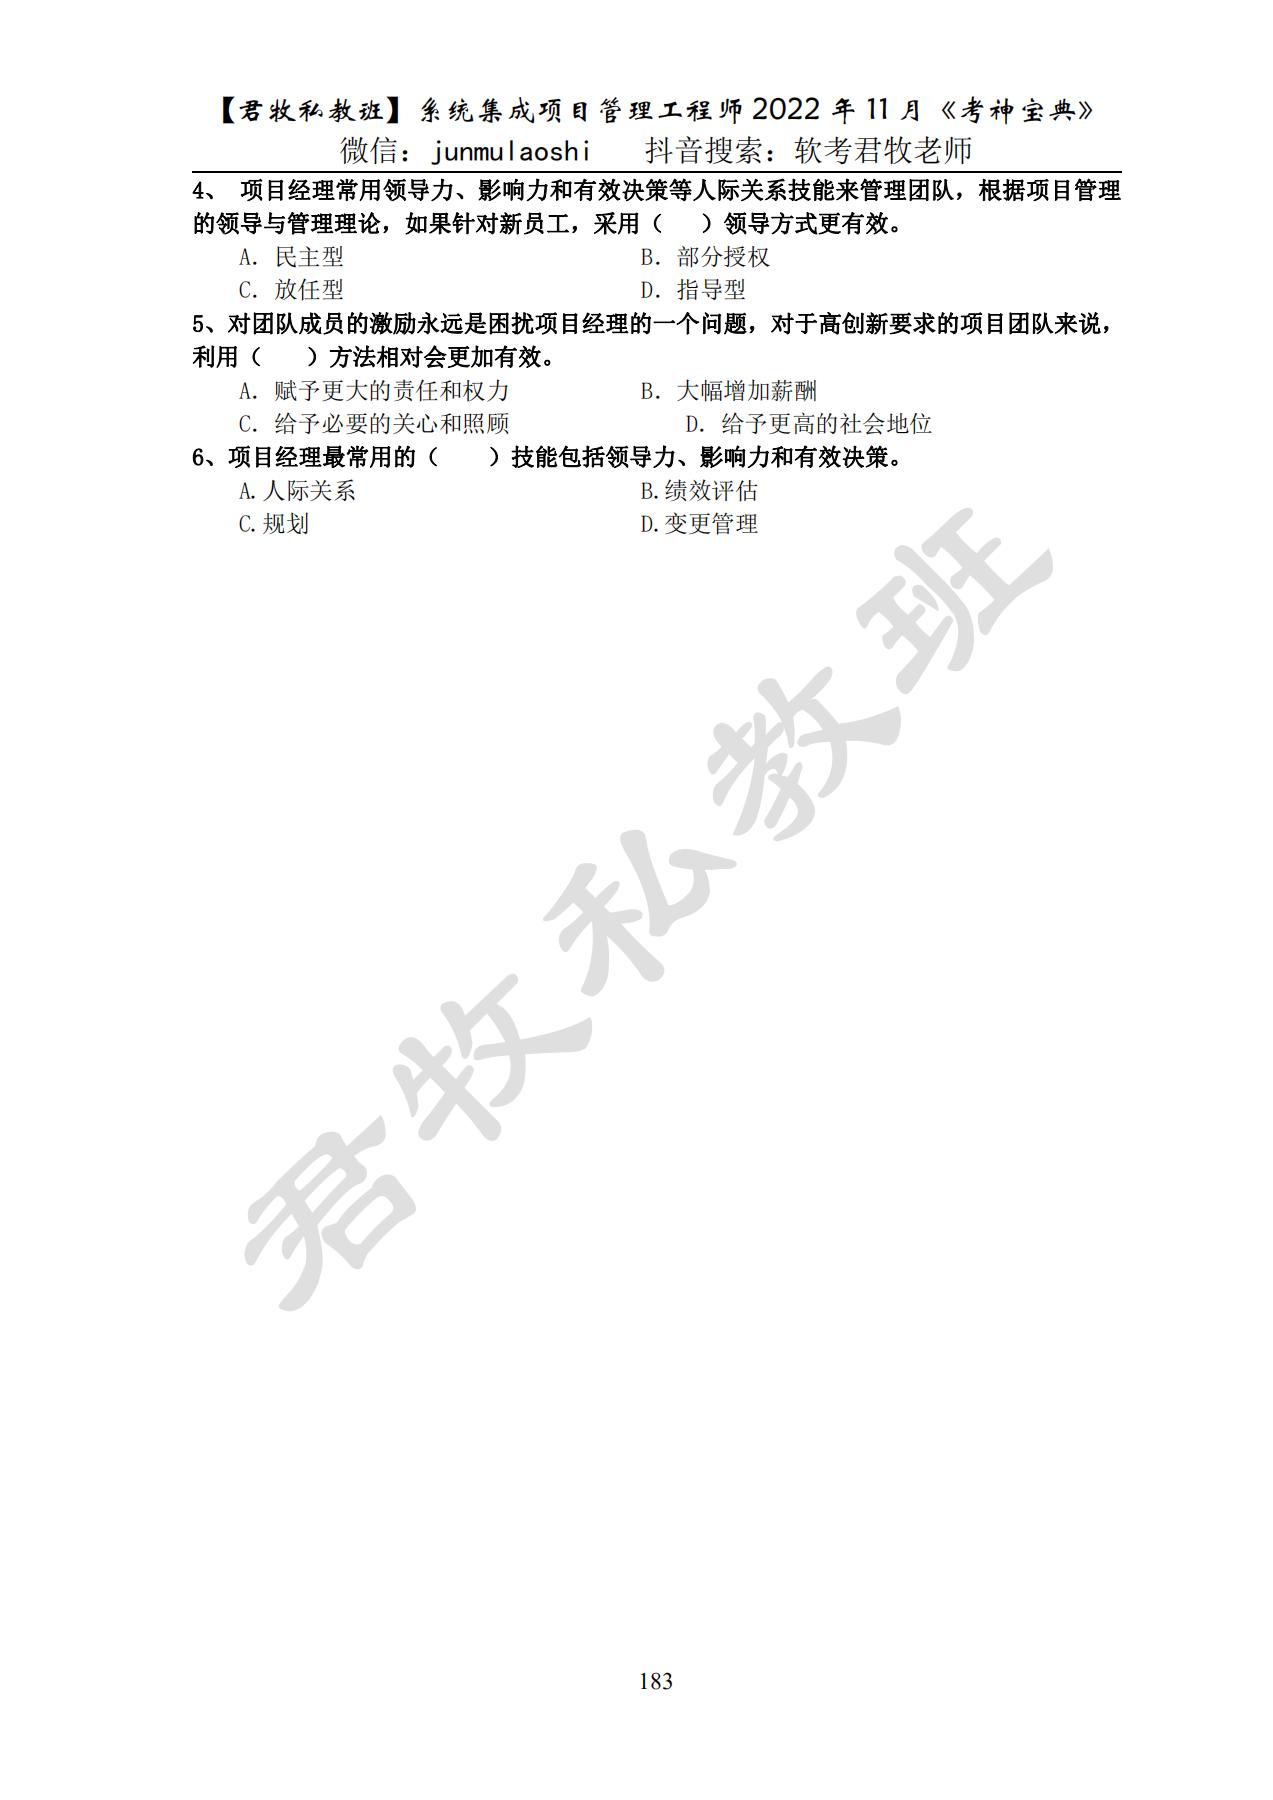 【君牧私教班】系统集成项目管理工程师 2022 年 11 月《考神宝典》
微信：junmulaoshi 抖音搜索：软考君牧老师
4、 项目经理常用领导力、影响力和有效决策等人际关系技能来管理团队，根据项目管理
的领导与管理理论，如果针对新员工，采用（ ）领导方式更有效。
A．民主型 B．部分授权
C．放任型 D．指导型
5、对团队成员的激励永远是困扰项目经理的一个问题，对于高创新要求的项目团队来说，
利用（ ）方法相对会更加有效。
A．赋予更大的责任和权力 B．大幅增加薪酬
C．给予必要的关心和照顾 D．给予更高的社会地位
6、项目经理最常用的（ ）技能包括领导力、影响力和有效决策。
A.人际关系 B.绩效评估
C.规划 D.变更管理
君牧私教班
183